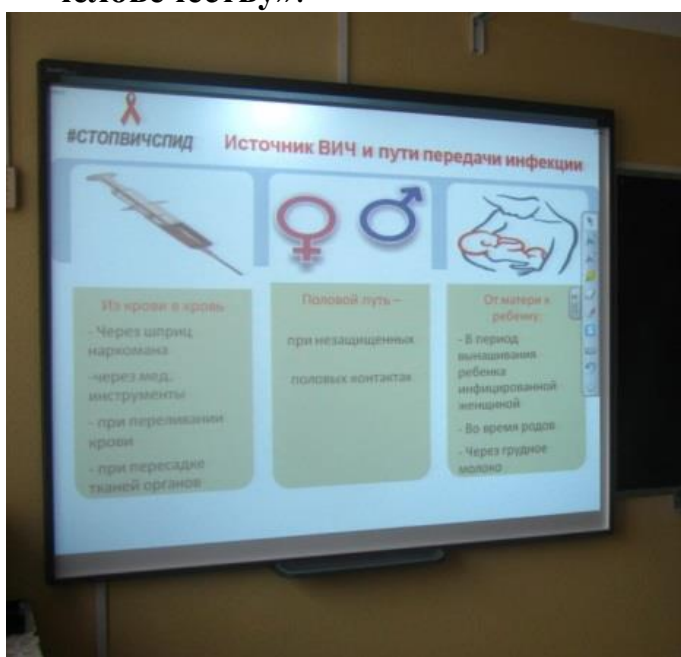 человечеству».
#СТОПВИЧСПИД
Источник ВИЧ и пути передачи инфекции
Из крови в кровь
- Через шприц
наркомана
-через мед.
инструменты
- при переливании
крови
- при пересадке
тканей органов
Половой путь –
при незащищенных
половых контактах
От матери к
ребенку:
- В период
вынашивания
ребенка
инфицированной
женщиной
- Во время родов
- Через грудное
молоко